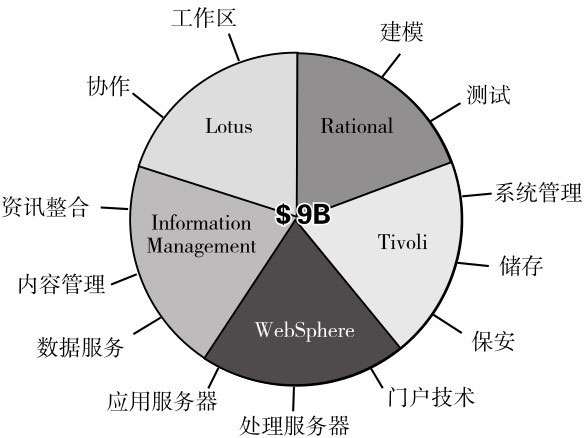 工作区
建模
协作
测试
Lotus
Rational
资讯整合
系统管理
$ 9B
Information
Management
Tivoli
内容管理
储存
WebSphere
数据服务
保安
应用服务器
门户技术
处理服务器